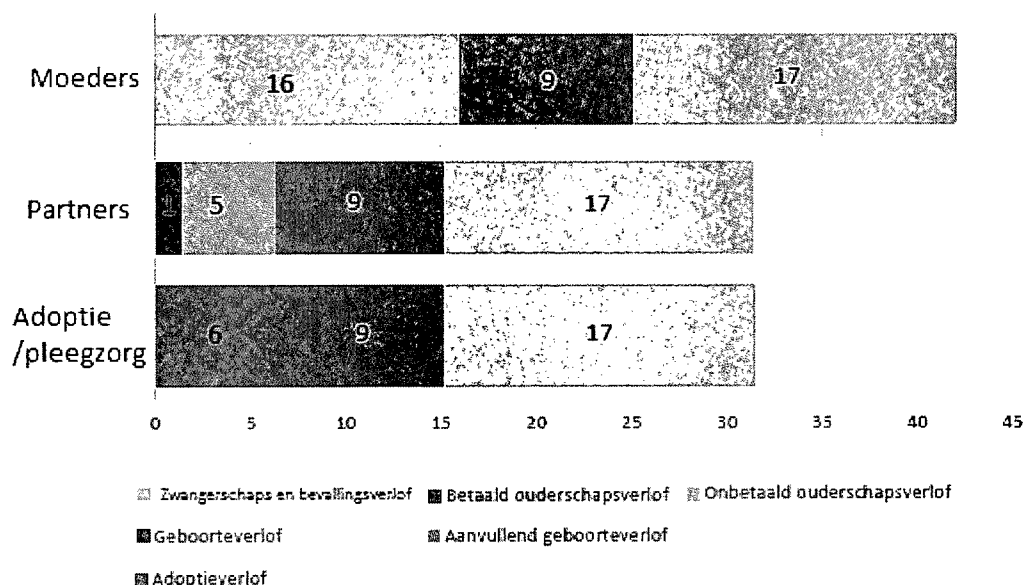 Moeders
16 9 17
Partners
1 5 9 17
Adoptie
/pleegzorg
6 9 17
0 5 10 15 20 25 30 35 40 45
Zwangerschaps en bevallingsverlof Betaald ouderschapsverlof Onbetaald ouderschapsverlof
Geboorteverlof Aanvullend geboorteverlof
Adoptieverlof